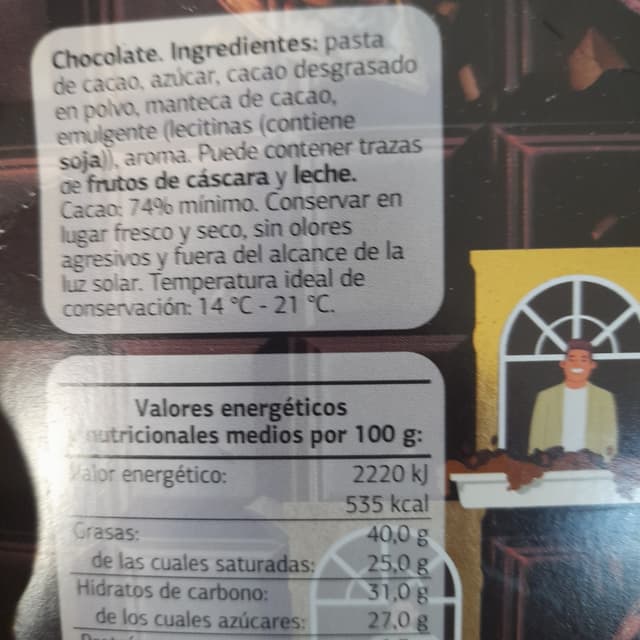 Chocolate. Ingredientes: pasta
de cacao, azúcar, cacao desgrasado
en polvo, manteca de cacao,
emulgente (lecitinas (contiene
soja)), aroma. Puede contener trazas
de frutos de cáscara y leche.
Cacao: 74% mínimo. Conservar en
lugar fresco y seco, sin olores
agresivos y fuera del alcance de la
luz solar. Temperatura ideal de
conservación: 14 °C - 21 °C.
Valores energéticos
y nutricionales medios por 100 g:
Valor energético: 2220 kJ
535 kcal
Grasas: 40,0 g
de las cuales saturadas: 25,0 g
Hidratos de carbono: 31,0 g
de los cuales azúcares: 27,0 g